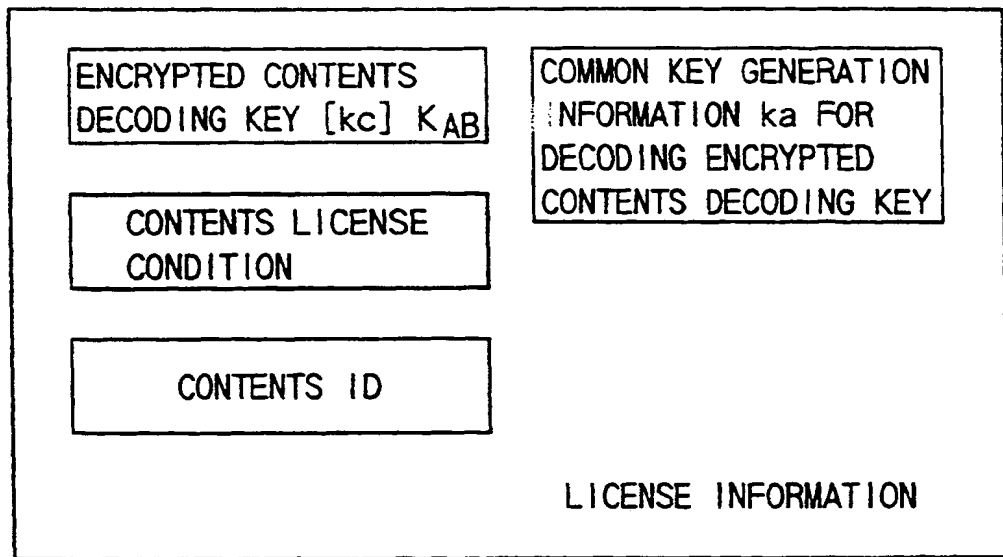 ENCRYPTED CONTENTS
DECODING KEY [kc] KAB
COMMON KEY GENERATION
INFORMATION ka FOR
DECODING ENCRYPTED
CONTENTS DECODING KEY
CONTENTS LICENSE
CONDITION
CONTENTS ID
LICENSE INFORMATION